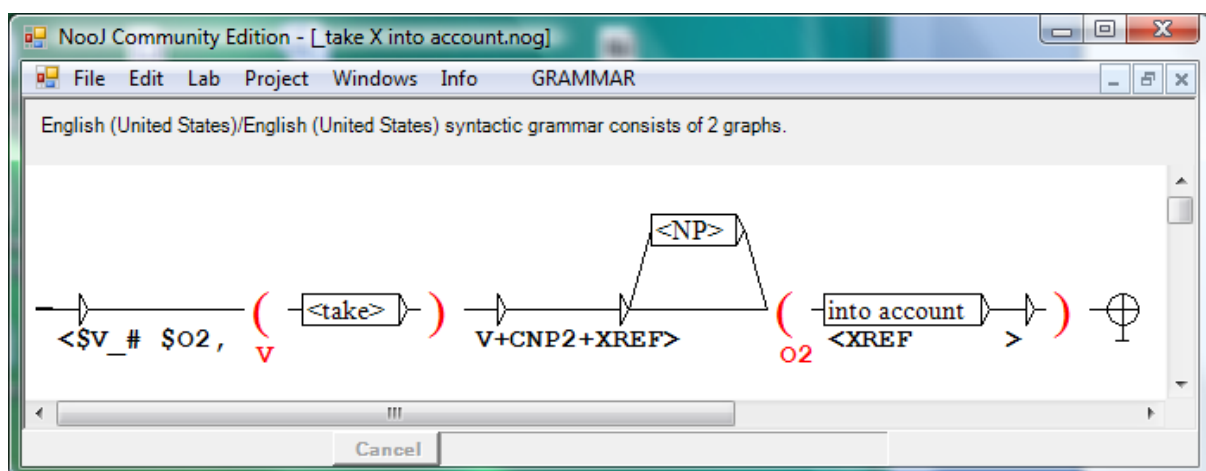 NooJ Community Edition - [_take X into account.nog]
File Edit Lab Project Windows Info GRAMMAR
English (United States)/English (United States) syntactic grammar consists of 2 graphs.
<NP>
( <take> ) ( into account )
<$V_# $O2, V V+CNP2+XREF> O2 <XREF >
Cancel